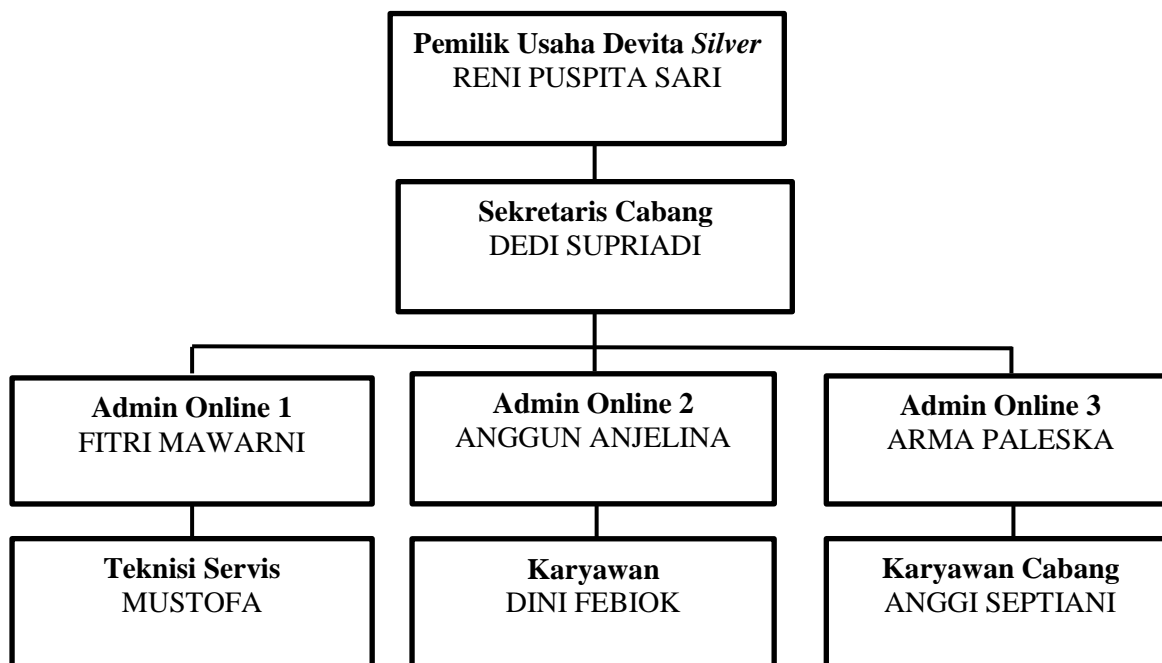 Pemilik Usaha Devita Silver
RENI PUSPITA SARI
Sekretaris Cabang
DEDI SUPRIADI
Admin Online 1
FITRI MAWARNI
Admin Online 2
ANGGUN ANJELINA
Admin Online 3
ARMA PALESKA
Teknisi Servis
MUSTOFA
Karyawan
DINI FEBIOK
Karyawan Cabang
ANGGI SEPTIANI